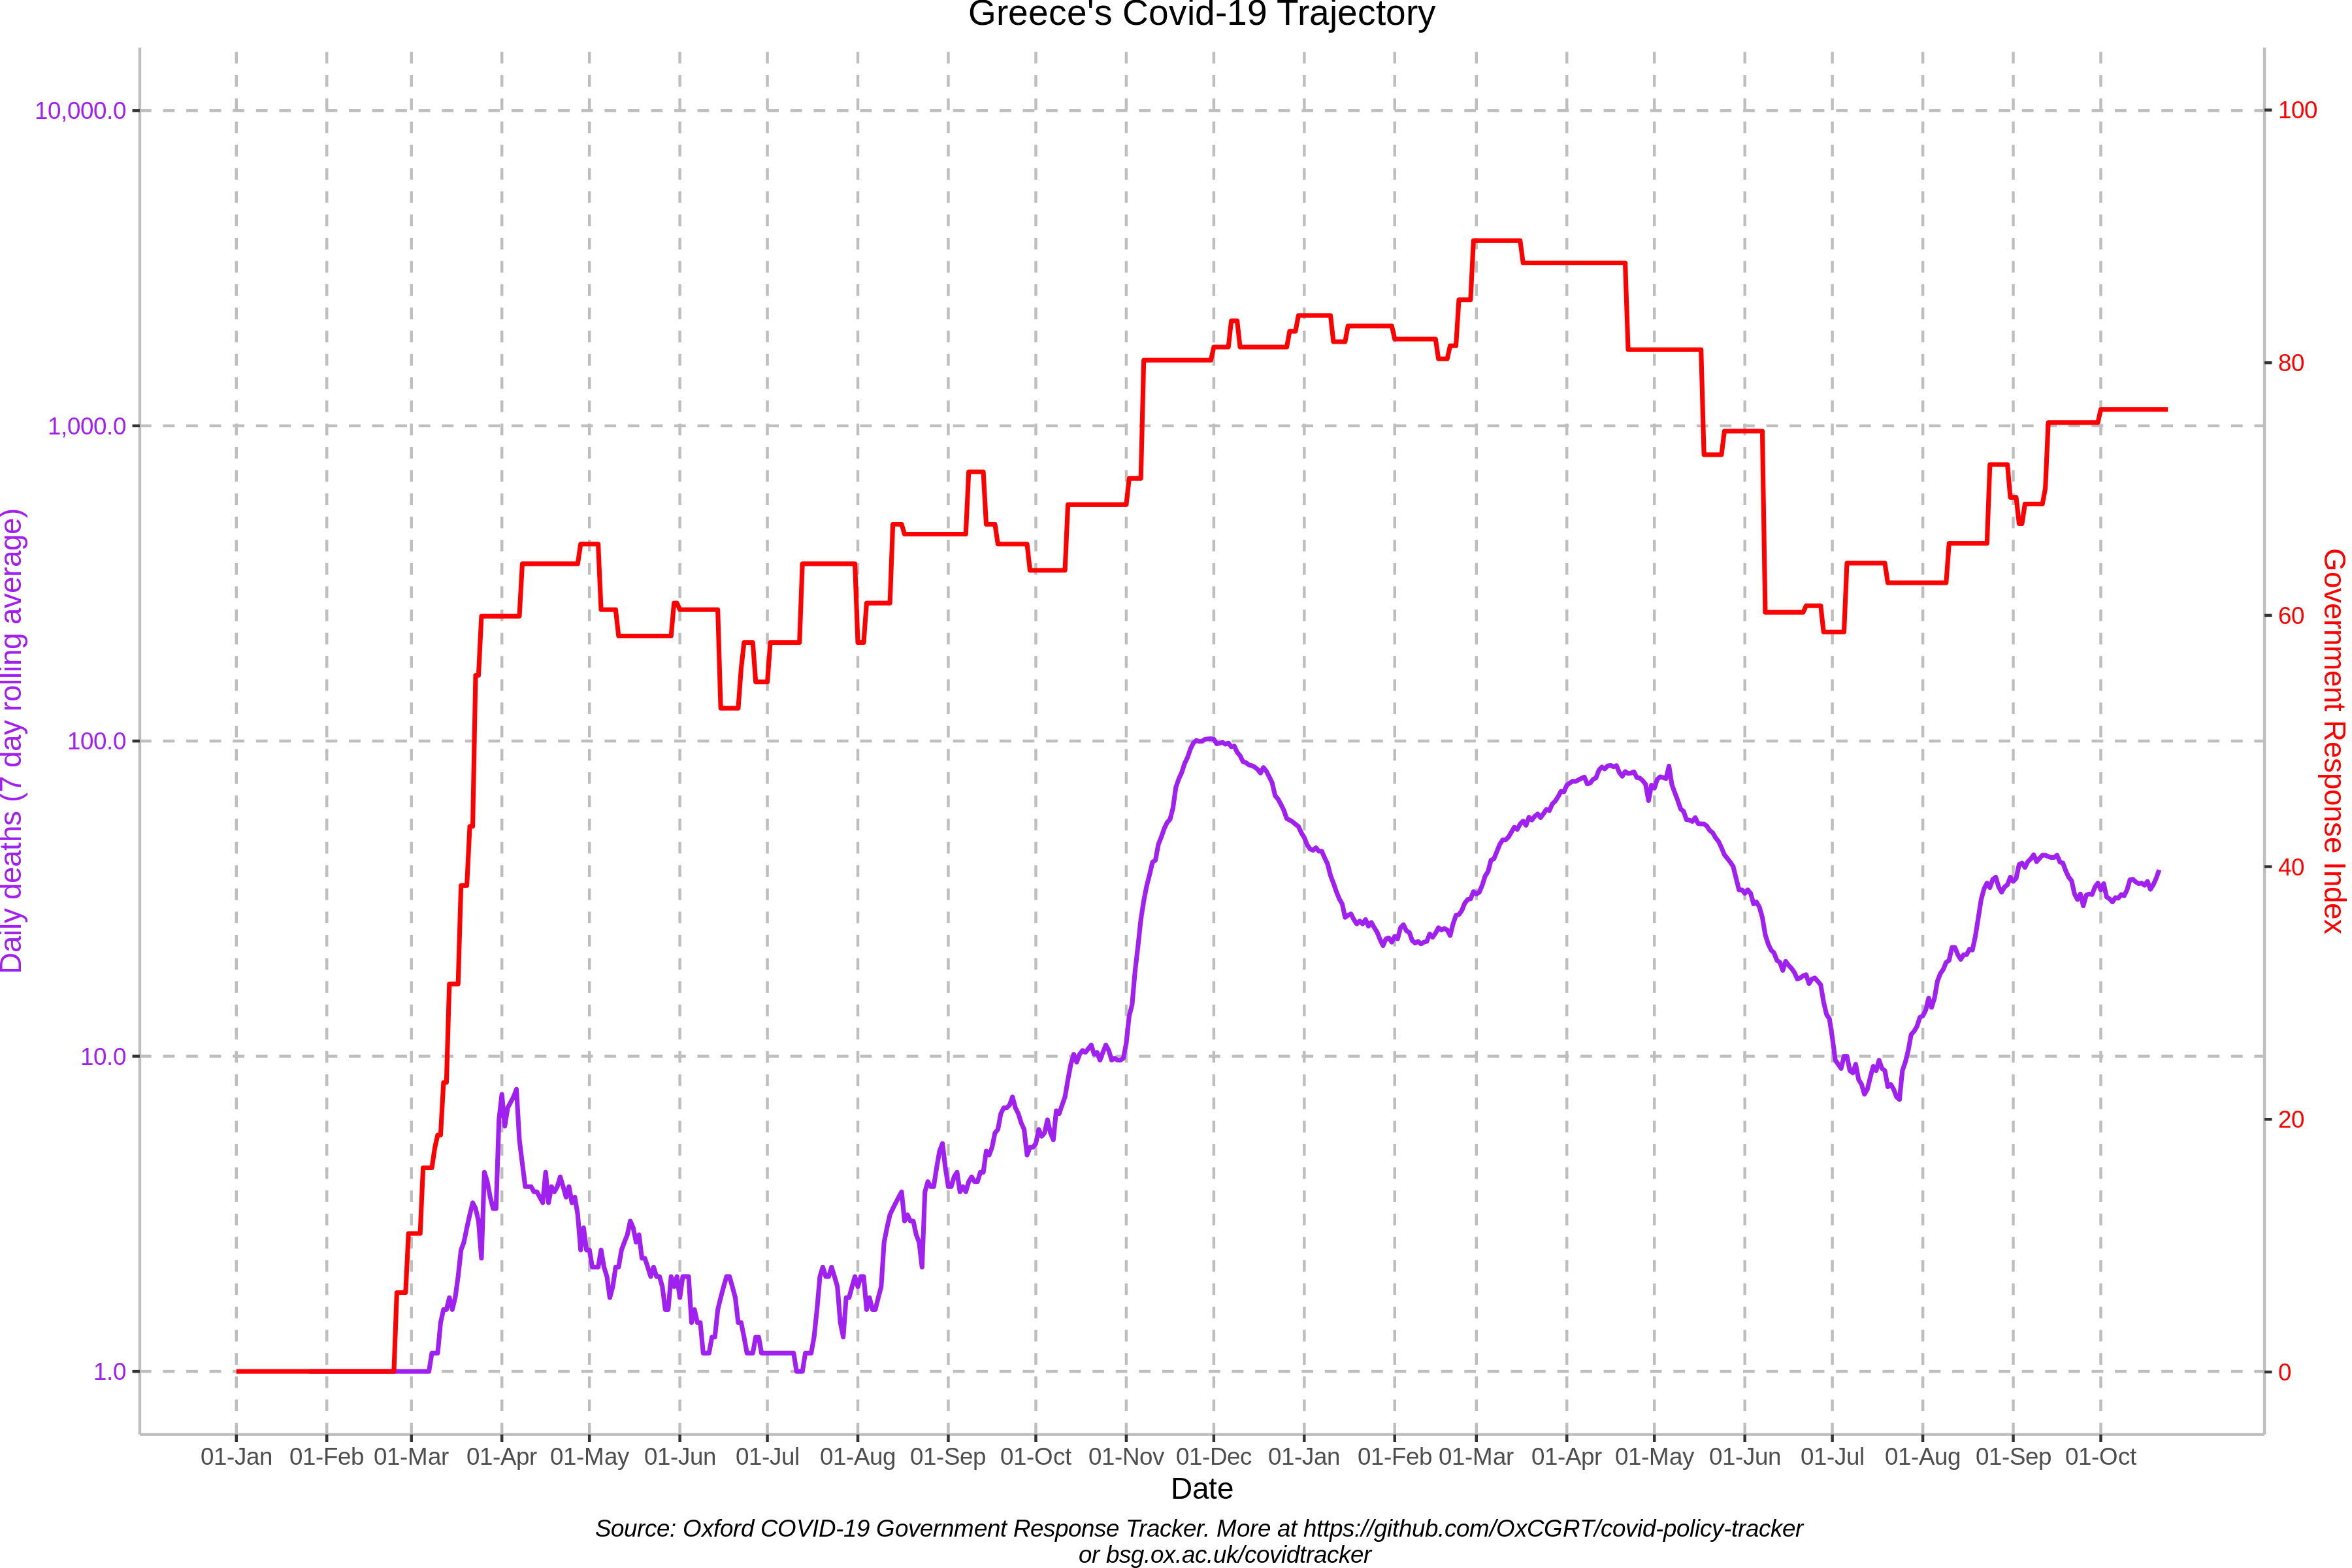 Greece's Covid-19 Trajectory
10,000.0
1,000.0
100.0
10.0
1.0
Daily deaths (7 day rolling average)
100
80
60
40
20
0
Government Response Index
01-Jan 01-Feb 01-Mar 01-Apr 01-May 01-Jun 01-Jul 01-Aug 01-Sep 01-Oct 01-Nov 01-Dec 01-Jan 01-Feb 01-Mar 01-Apr 01-May 01-Jun 01-Jul 01-Aug 01-Sep 01-Oct
Date
Source: Oxford COVID-19 Government Response Tracker. More at https://github.com/OxCGRT/covid-policy-tracker
or bsg.ox.ac.uk/covidtracker